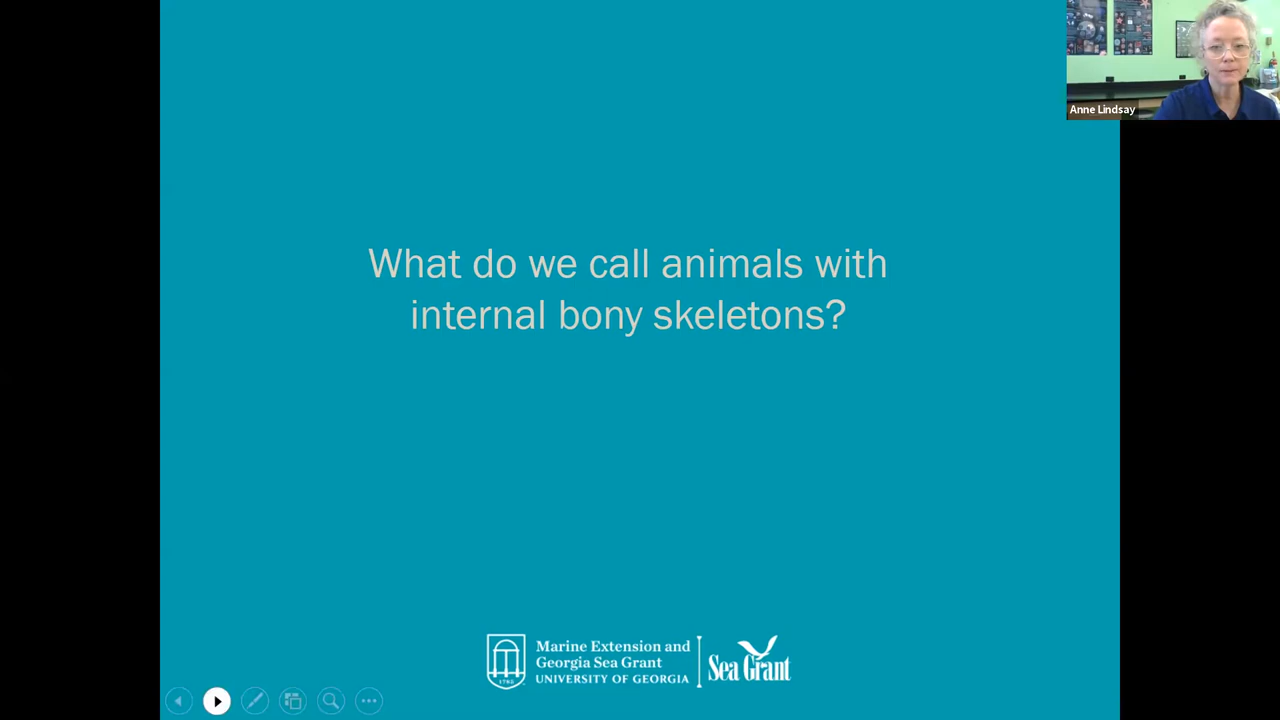 Anne Lindsay
What do we call animals with
internal bony skeletons?
Marine Extension and
Georgia Sea Grant
UNIVERSITY OF GEORGIA
Sea Grant
1785